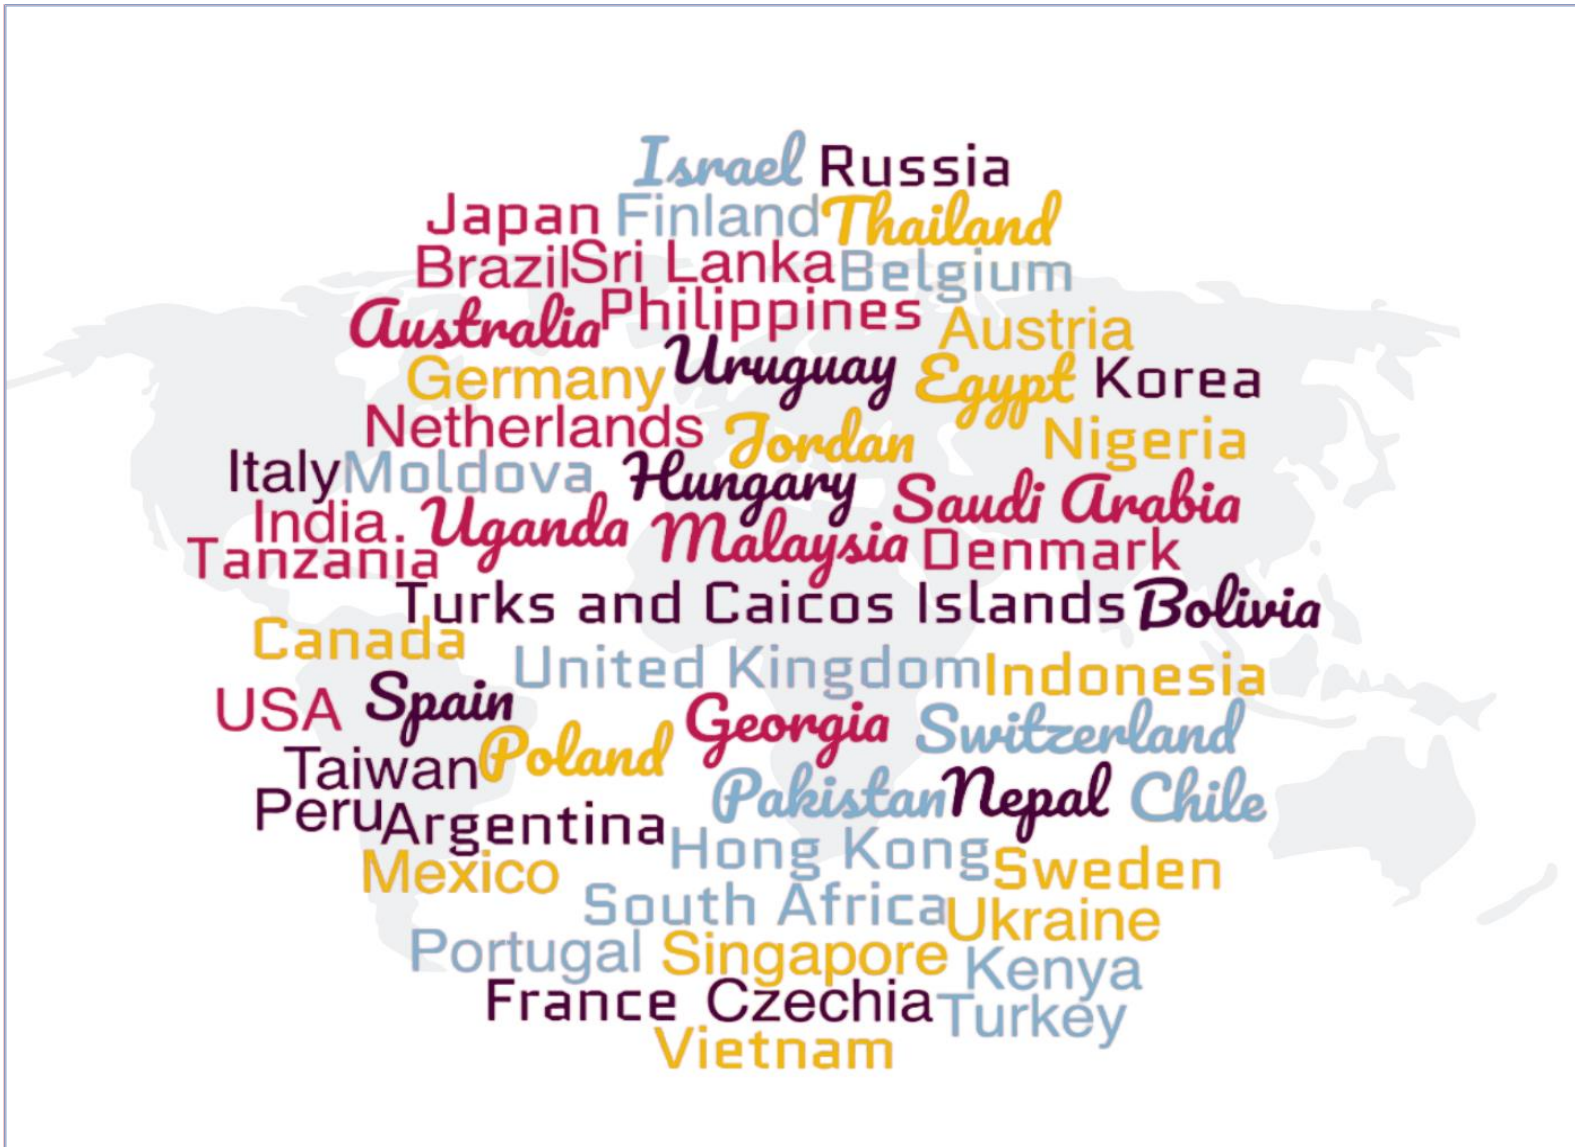 Israel Russia
Japan Finland Thailand
Brazil Sri Lanka Belgium
Australia Philippines Austria
Germany Uruguay Egypt Korea
Netherlands Jordan Nigeria
Italy Moldova Hungary Saudi Arabia
India. Uganda Malaysia Denmark
Tanzania
Turks and Caicos Islands Bolivia
Canada United Kingdom Indonesia
USA Spain Georgia Switzerland
Taiwan Poland
Pakistan Nepal Chile
Peru Argentina Hong Kong Sweden
Mexico
South Africa Ukraine
Portugal Singapore Kenya
France Czechia Turkey
Vietnam